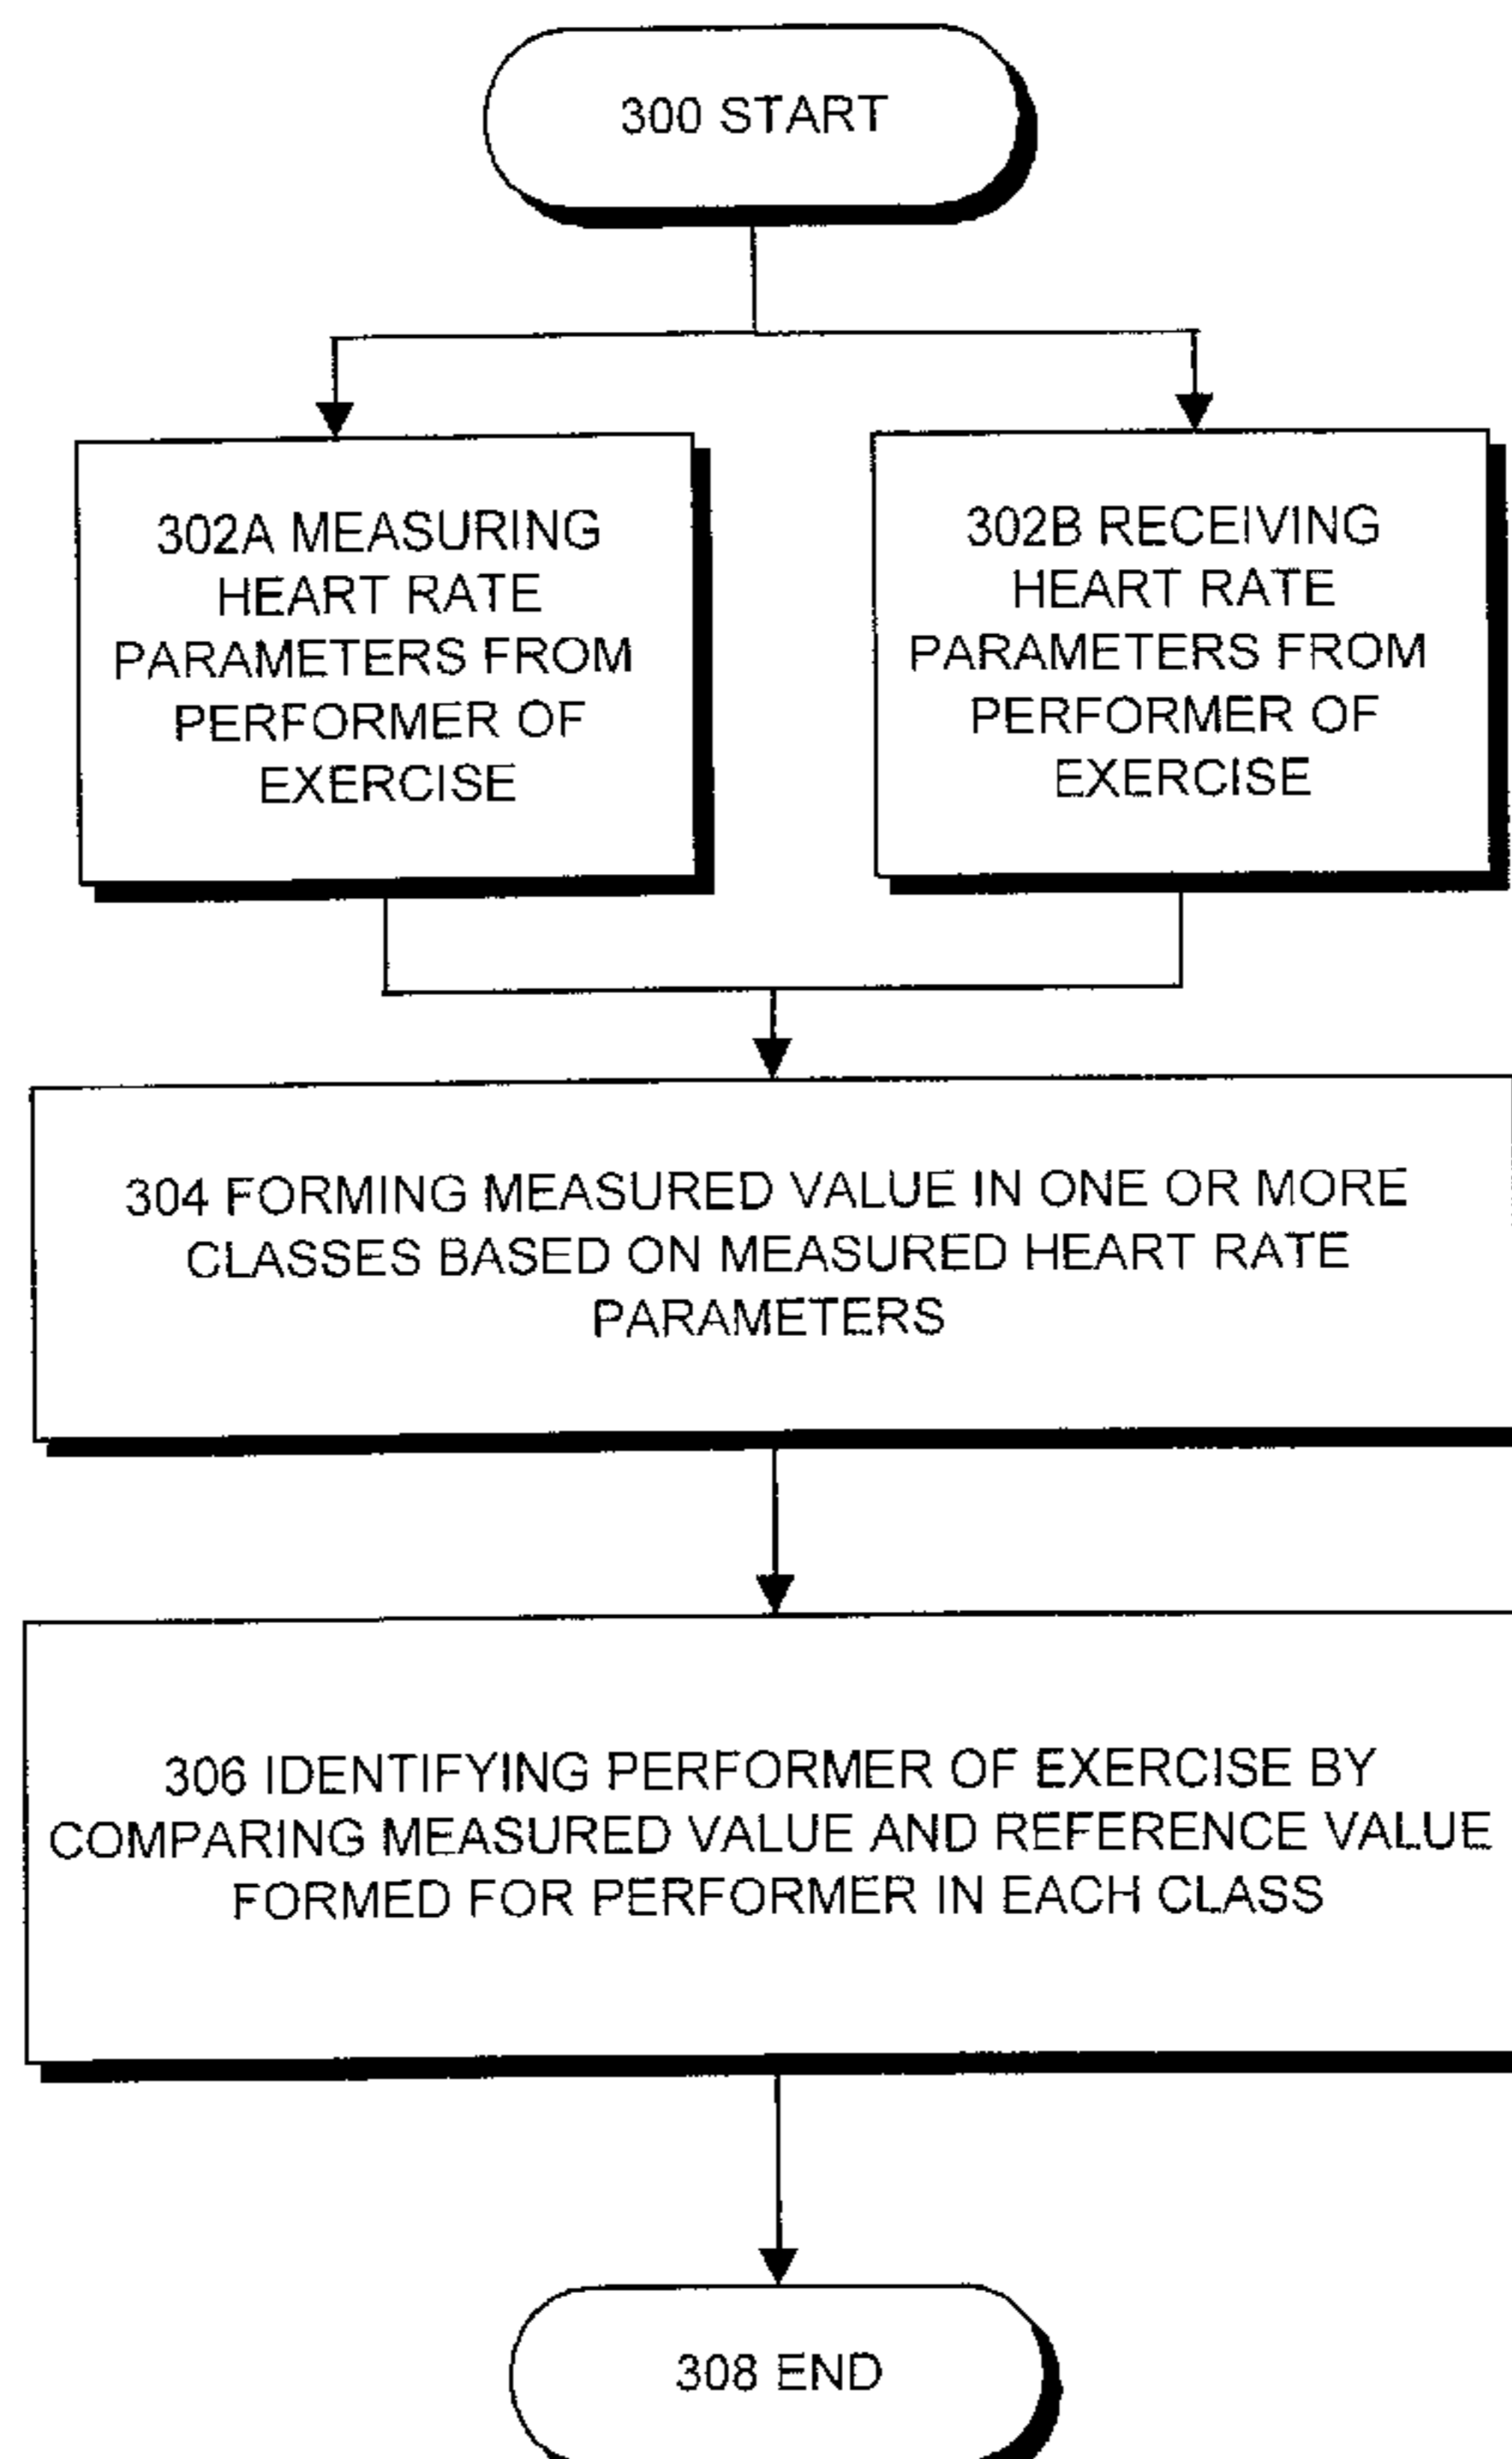 300 START
302A MEASURING
HEART RATE
PARAMETERS FROM
PERFORMER OF
EXERCISE
302B RECEIVING
HEART RATE
PARAMETERS FROM
PERFORMER OF
EXERCISE
304 FORMING MEASURED VALUE IN ONE OR MORE
CLASSES BASED ON MEASURED HEART RATE
PARAMETERS
306 IDENTIFYING PERFORMER OF EXERCISE BY
COMPARING MEASURED VALUE AND REFERENCE VALUE
FORMED FOR PERFORMER IN EACH CLASS
308 END